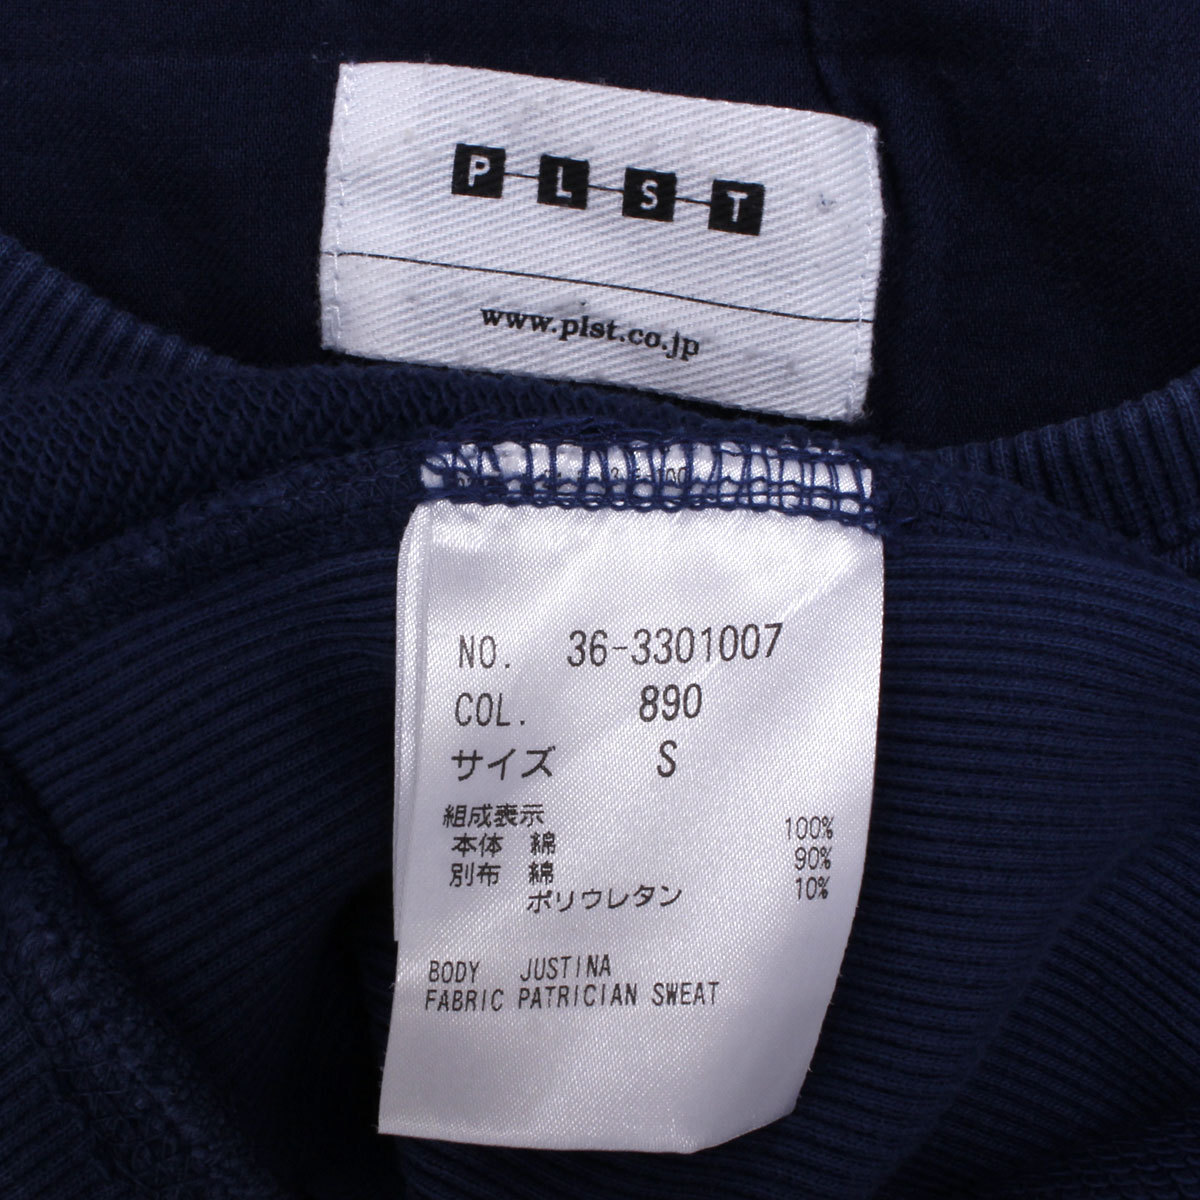 PLST
www.plst.co.jp
NO. 36-3301007
COL. 890
サイズ S
組成表示
本体 綿 100%
別布 綿 90%
ポリウレタン 10%
BODY JUSTINA
FABRIC PATRICIAN SWEAT